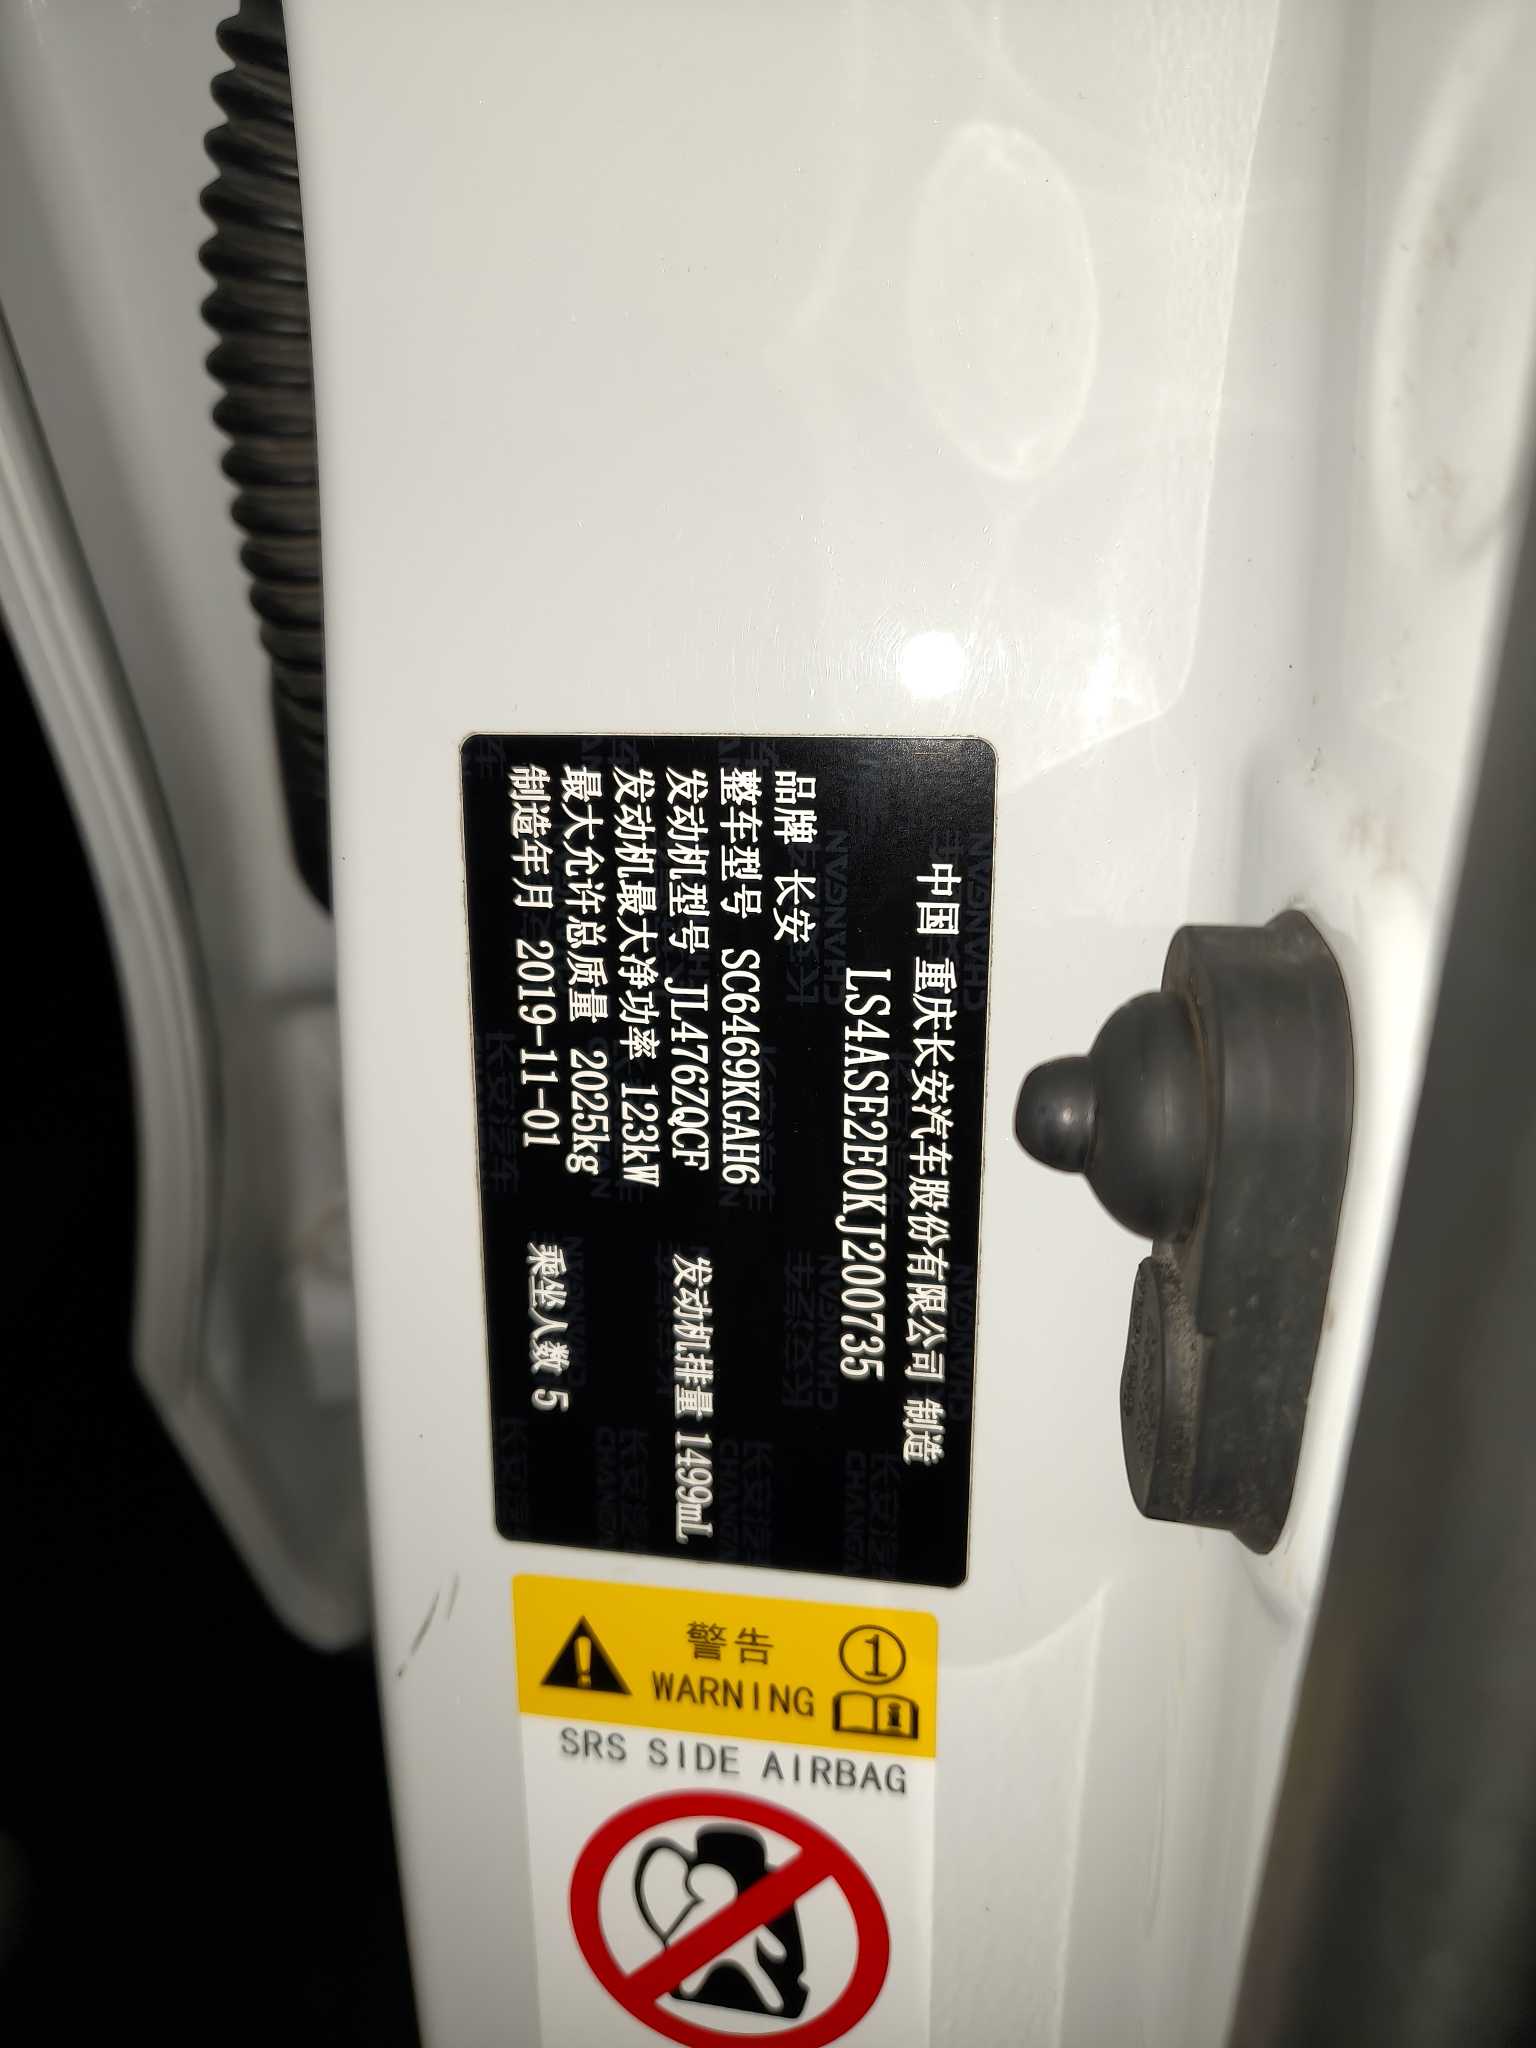 中国 重庆长安汽车股份有限公司 制造
LS4ASE2E0KJ200735
品牌 长安
整车型号 SC6469KGAH6
发动机型号 JL476ZQCF 发动机排量 1499mL
发动机最大净功率 123kW
最大允许总质量 2025kg
制造年月 2019-11-01 乘坐人数 5
警告 1
WARNING
SRS SIDE AIRBAG